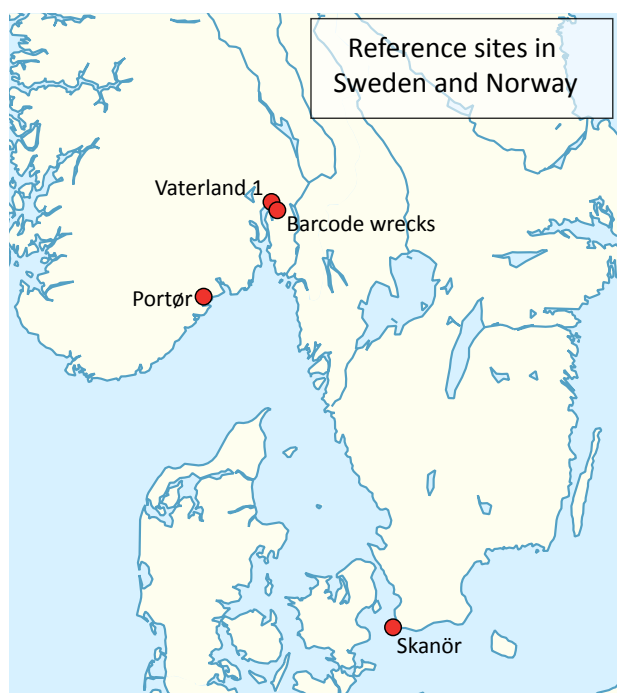 Reference sites in
Sweden and Norway
Vaterland 1
Barcode wrecks
Portør
Skanör